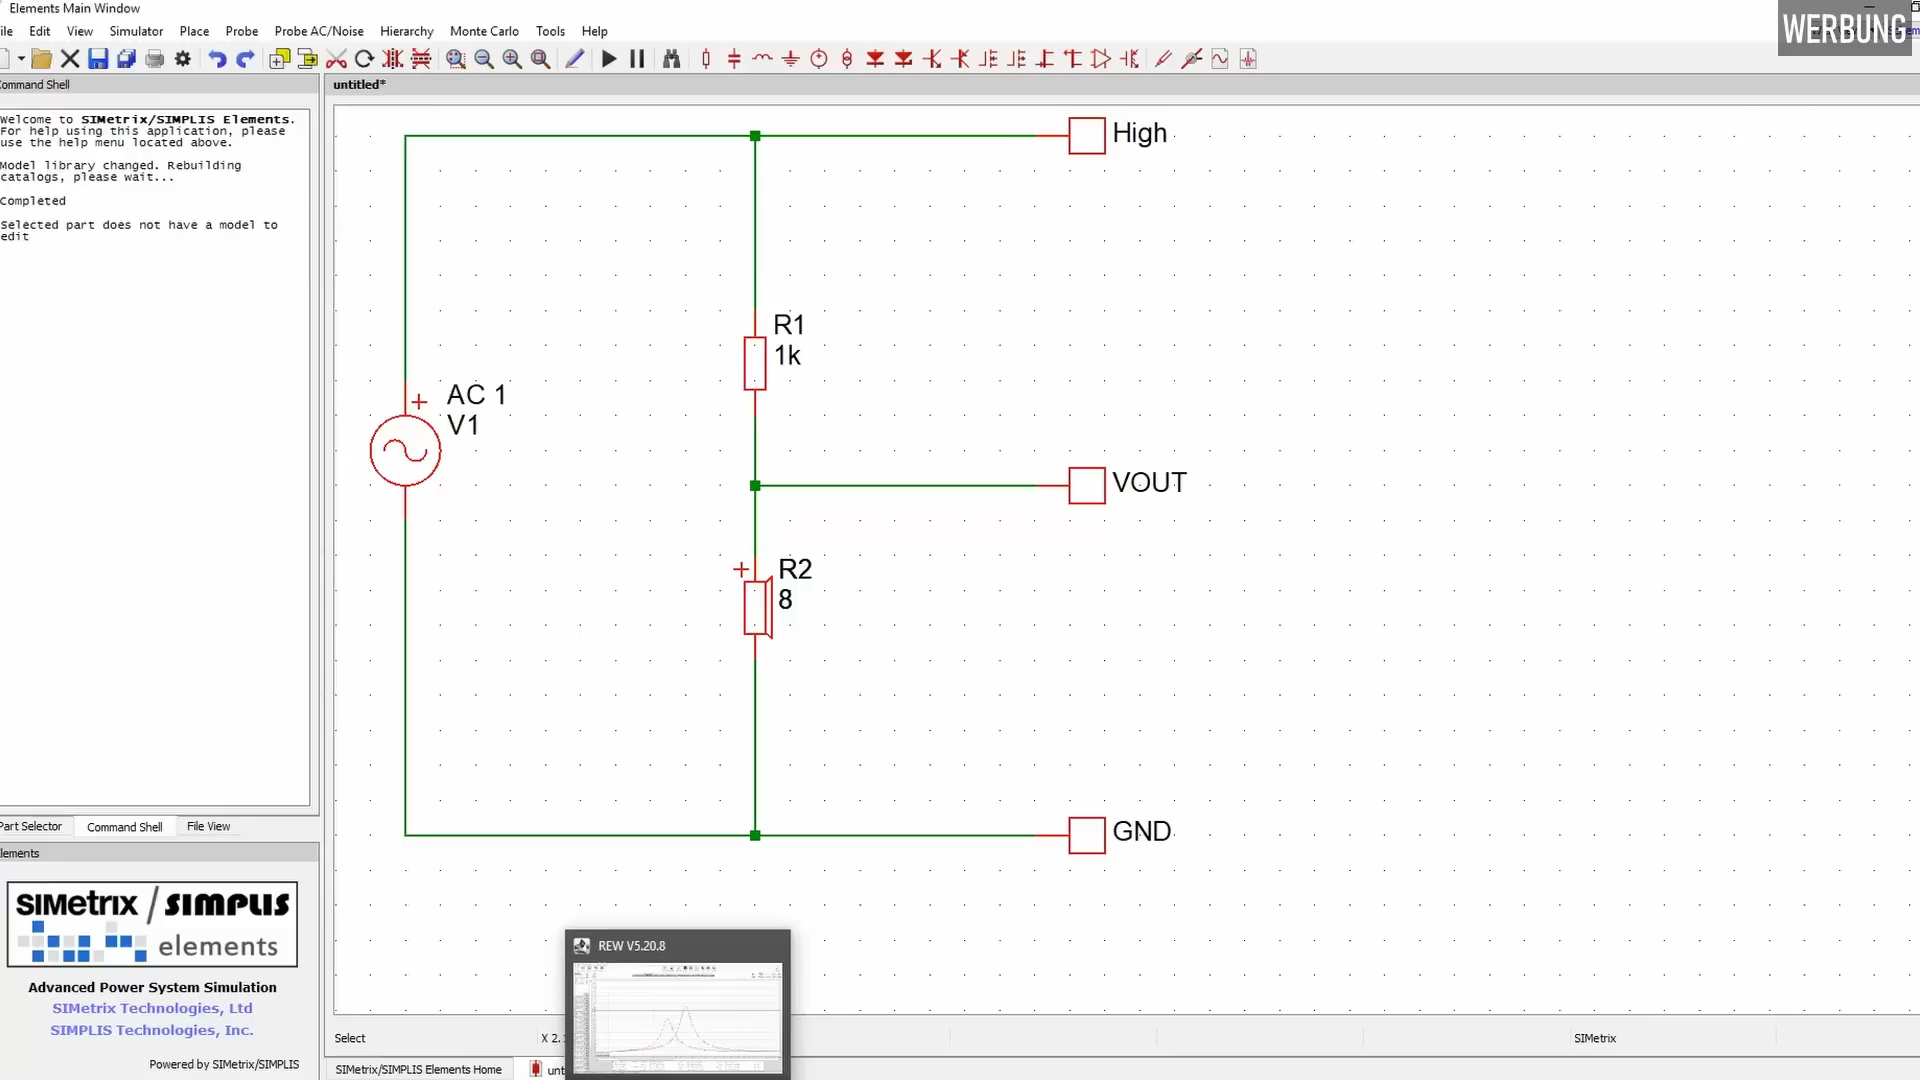 Elements Main Window
WERBUNG
ile Edit View Simulator Place Probe Probe AC/Noise Hierarchy Monte Carlo Tools Help
ommand Shell
untitled*
Welcome to SIMetrix/SIMPLIS Elements.
For help using this application, please
use the help menu located above.
Model library changed. Rebuilding
catalogs, please wait...
Completed
Selected part does not have a model to
edit
High
R1
1k
AC 1
V1
VOUT
R2
8
GND
Part Selector Command Shell File View
lements
SIMetrix / SIMPLIS
elements
Advanced Power System Simulation
SIMetrix Technologies, Ltd
SIMPLIS Technologies, Inc.
Powered by SIMetrix/SIMPLIS
REW V5.20.8
Select X 2. SIMetrix
SIMetrix/SIMPLIS Elements Home unt